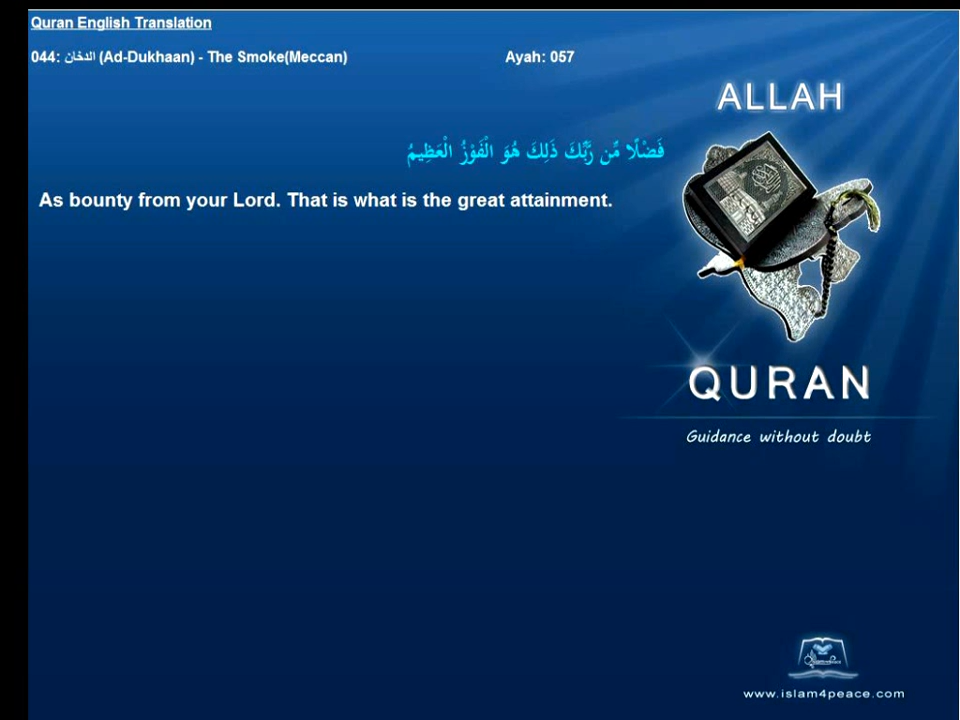 Quran English Translation
044: الدخان (Ad-Dukhaan) - The Smoke(Meccan) Ayah: 057
ALLAH
فَضْلًا مِّن رَّبِّكَ ذَلِكَ هُوَ الْفَوْزُ الْعَظِيمُ
As bounty from your Lord. That is what is the great attainment.
QURAN
Guidance without doubt
www.islam4peace.com